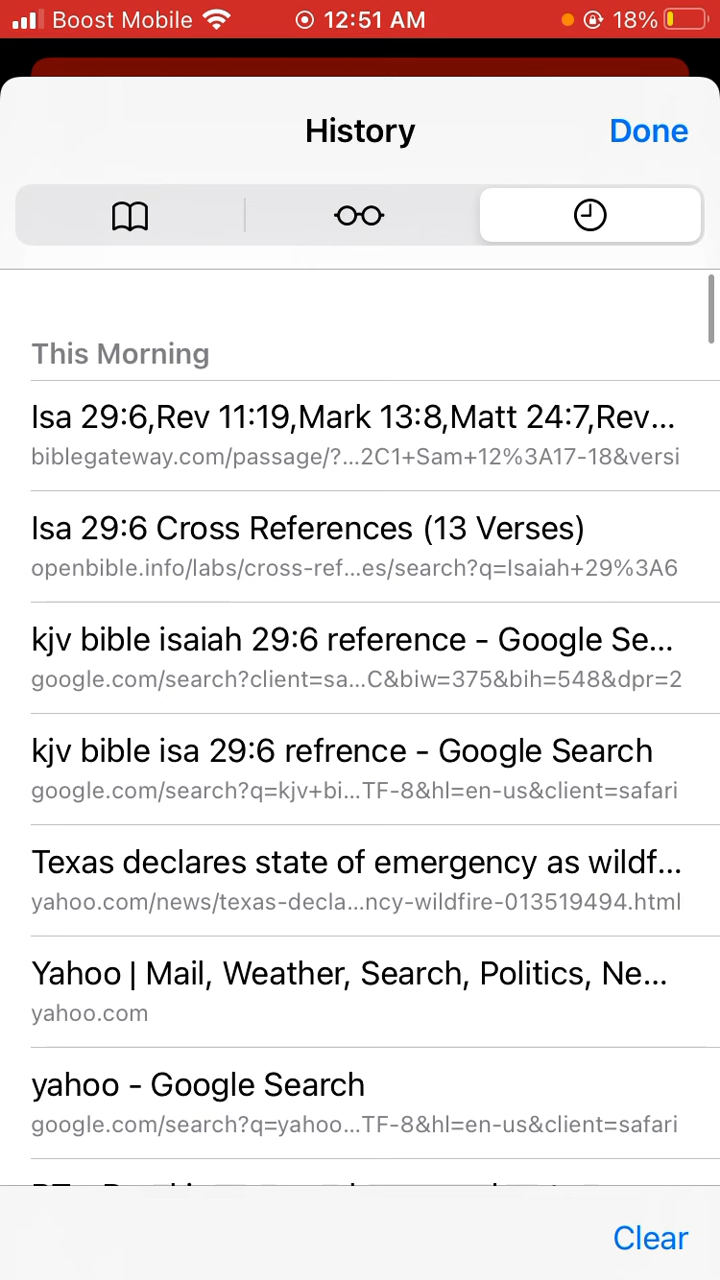 Boost Mobile 12:51 AM 18%
History Done
This Morning
Isa 29:6,Rev 11:19,Mark 13:8,Matt 24:7,Rev...
biblegateway.com/passage/?...2C1+Sam+12%3A17-18&versi
Isa 29:6 Cross References (13 Verses)
openbible.info/labs/cross-ref...es/search?q=Isaiah+29%3A6
kjv bible isaiah 29:6 reference - Google Se...
google.com/search?client=sa...C&biw=375&bih=548&dpr=2
kjv bible isa 29:6 refrence - Google Search
google.com/search?q=kjv+bi...TF-8&hl=en-us&client=safari
Texas declares state of emergency as wildf...
yahoo.com/news/texas-decla...ncy-wildfire-013519494.html
Yahoo | Mail, Weather, Search, Politics, Ne...
yahoo.com
yahoo - Google Search
google.com/search?q=yahoo...TF-8&hl=en-us&client=safari
Clear